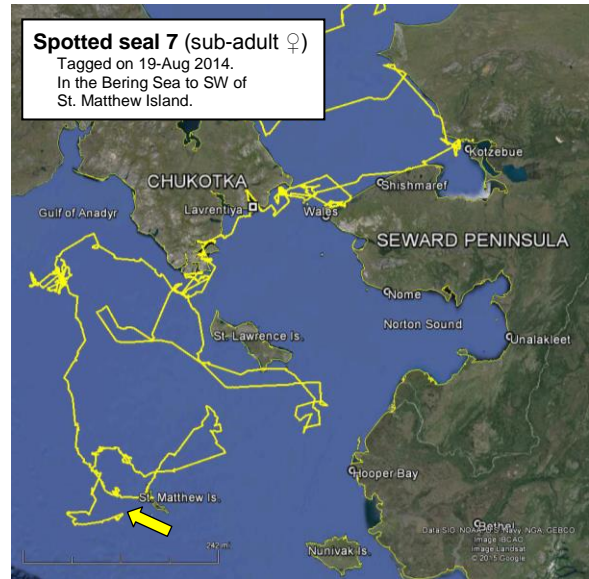 Spotted seal 7 (sub-adult ♀)
Tagged on 19-Aug 2014.
In the Bering Sea to SW of
St. Matthew Island.
Kotzebue
CHUKOTKA
Shishmaref
Gulf of Anadyr
Lavrentiya
Wales
SEWARD PENINSULA
Nome
Norton Sound
St. Lawrence Is.
Unalakleet
Hooper Bay
St. Matthew Is.
Bethel
Data SIO, NOAA, U.S. Navy, NGA, GEBCO
Image IBCAO
Image Landsat
© 2015 Google
242 mi
Nunivak Is.